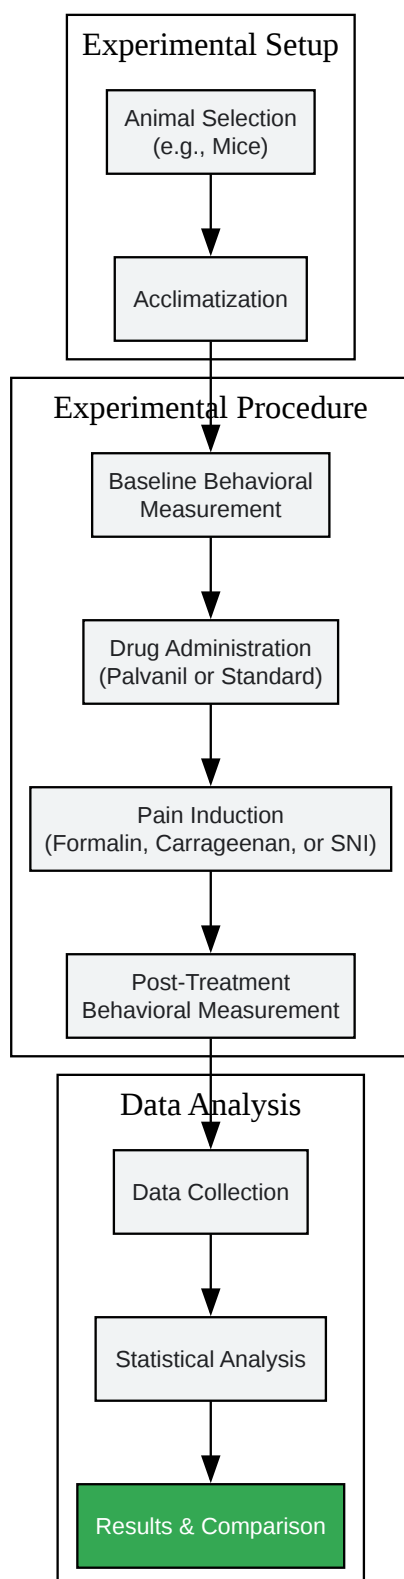 Experimental Setup
Animal Selection
(e.g., Mice)
Acclimatization
Experimental Procedure
Baseline Behavioral
Measurement
Drug Administration
(Palvanil or Standard)
Pain Induction
(Formalin, Carrageenan, or SNI)
Post-Treatment
Behavioral Measurement
Data Analysis
Data Collection
Statistical Analysis
Results & Comparison